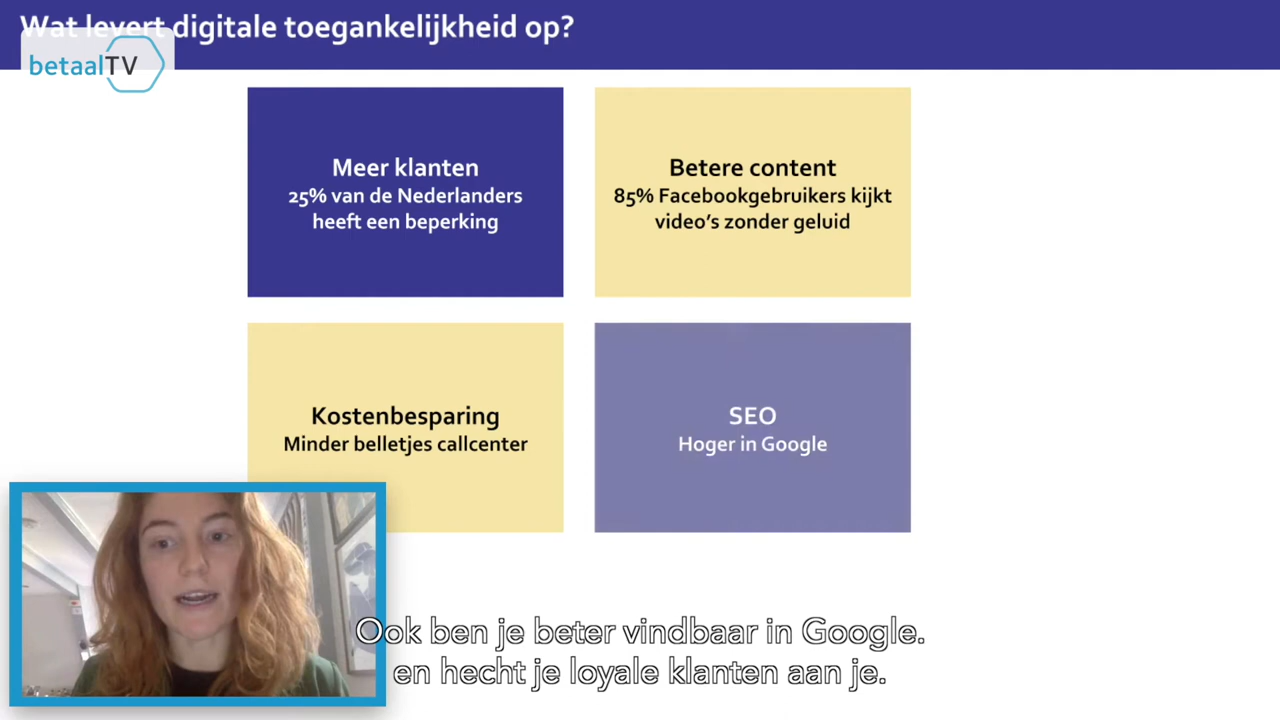 Wat levert digitale toegankelijkheid op?
betaalTV
Meer klanten
25% van de Nederlanders
heeft een beperking
Betere content
85% Facebookgebruikers kijkt
video's zonder geluid
Kostenbesparing
Minder belletjes callcenter
SEO
Hoger in Google
Ook ben je beter vindbaar in Google.
en hecht je loyale klanten aan je.